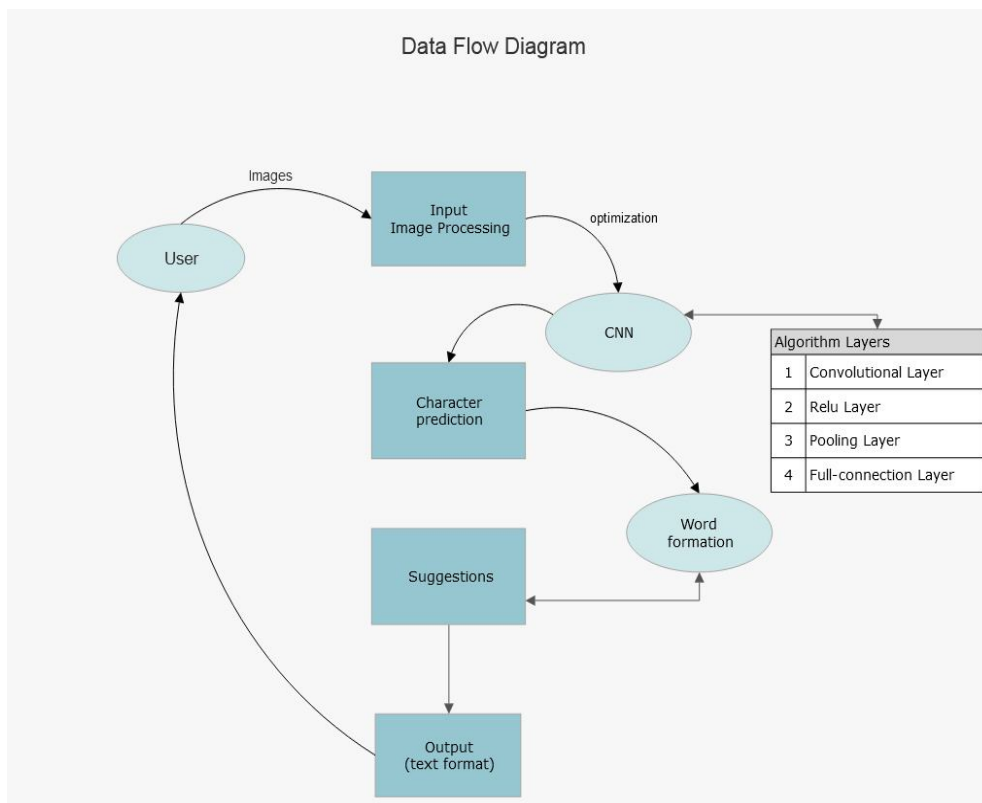 Data Flow Diagram
Images
Input
Image Processing
optimization
User
CNN
Algorithm Layers
1 Convolutional Layer
2 Relu Layer
3 Pooling Layer
4 Full-connection Layer
Character
prediction
Word
formation
Suggestions
Output
(text format)